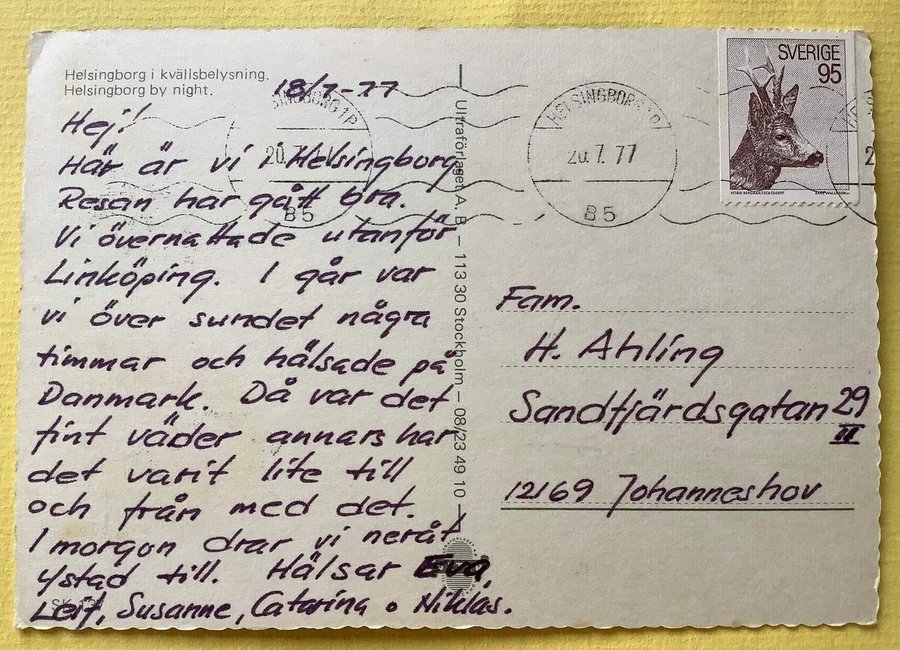 Helsingborg i kvällsbelysning.
Helsingborg by night.
18/7-77
Hej!
Här är vi i Helsingborg
Resan har gått bra.
Vi övernattade utanför
Linköping. I går var
vi över sundet några
timmar och hälsade på
Danmark. Då var det
fint väder annars har
det varit lite till
och från med det.
I morgon drar vi neråt
Ystad till. Hälsar Eva,
Leif, Susanne, Catarina o Niklas.
Ultraförlaget A. B. – 113 30 Stockholm – 08/23 49 10 –
HELSINGBORG 1P
20.7.77
85
SVERIGE
95
Fam.
H. Ahling
Sandfjärdsgatan 29
III
12169 Johanneshov